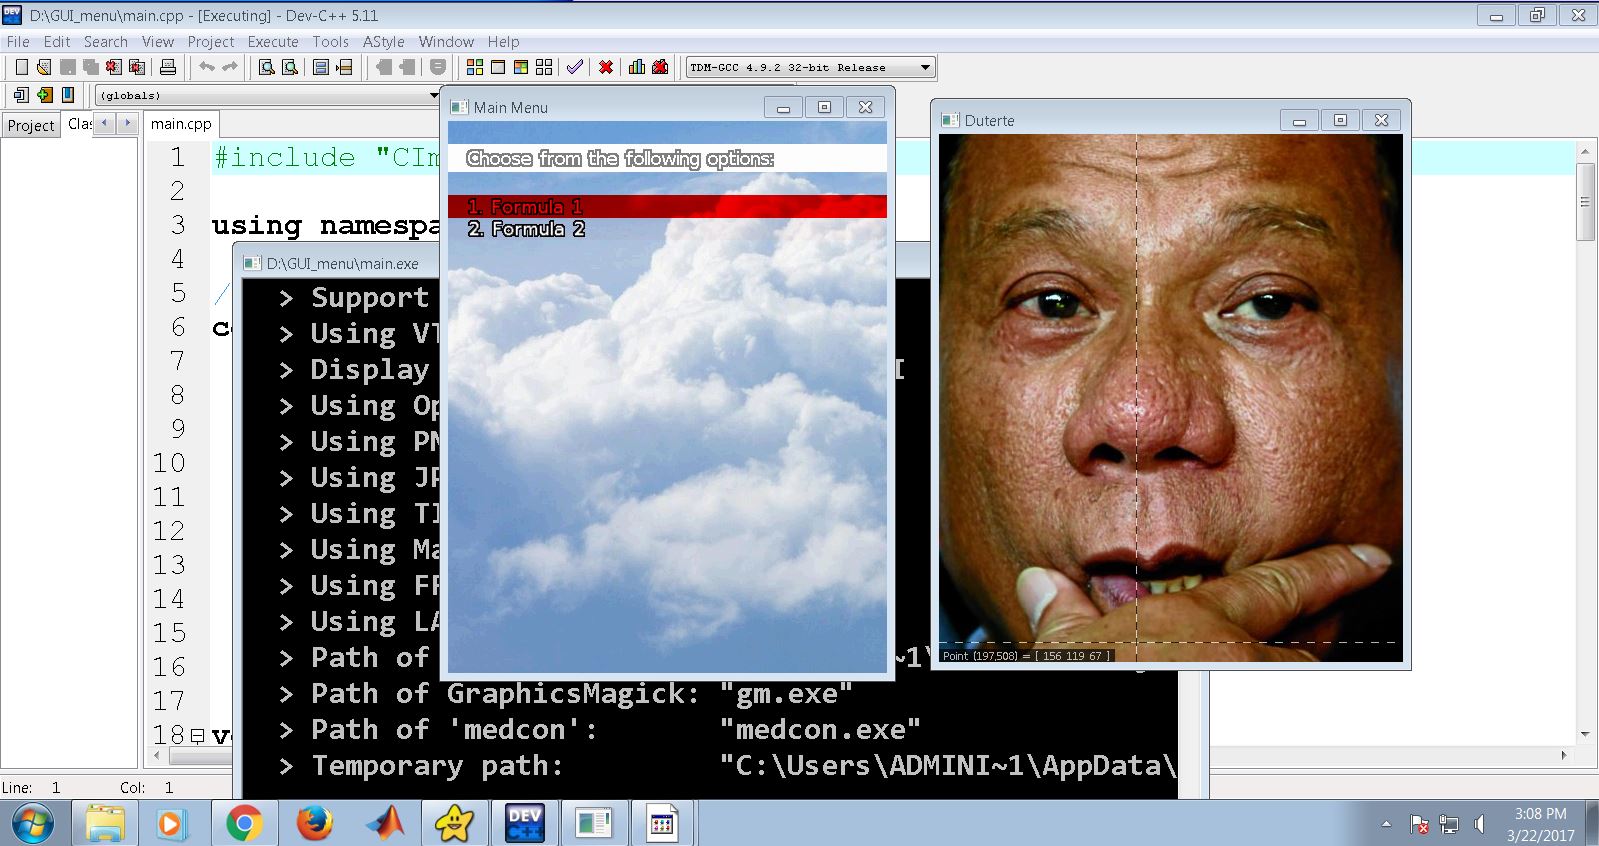 D:\GUI_menu\main.cpp - [Executing] - Dev-C++ 5.11
File Edit Search View Project Execute Tools AStyle Window Help
TDM-GCC 4.9.2 32-bit Release
(globals)
Project
main.cpp
1 #include "CIm
2
3 using namespa
4
5 /
6 c
7
8
9
10
11
12
13
14
15
16
17
18 v
D:\GUI_menu\main.exe
> Support
> Using VT
> Display I
> Using Op
> Using PN
> Using JP
> Using TI
> Using Ma
> Using FF
> Using LA
> Path of ~1\
> Path of GraphicsMagick: "gm.exe"
> Path of 'medcon': "medcon.exe"
> Temporary path: "C:\Users\ADMINI~1\AppData\
Main Menu
Choose from the following options:
1. Formula 1
2. Formula 2
Duterte
Point (197,508) = [ 156 119 67 ]
Line: 1 Col: 1
DEV C++
3:08 PM
3/22/2017